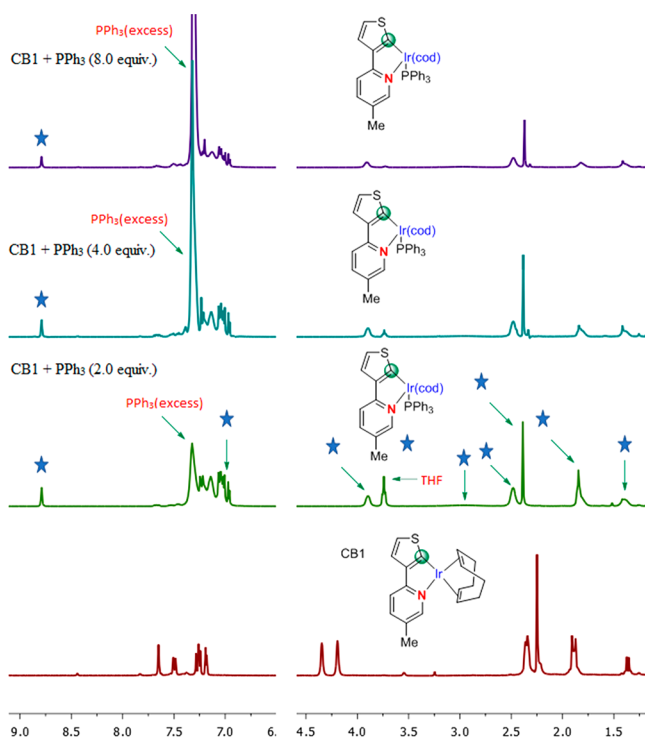 PPh3(excess)
CB1 + PPh3 (8.0 equiv.)
S
Ir(cod)
N
PPh3
Me
PPh3(excess)
CB1 + PPh3 (4.0 equiv.)
S
Ir(cod)
N
PPh3
Me
CB1 + PPh3 (2.0 equiv.)
PPh3(excess)
S
Ir(cod)
N
PPh3
Me
THF
CB1
S
Ir
N
Me
9.0 8.5 8.0 7.5 7.0 6. 4.5 4.0 3.5 3.0 2.5 2.0 1.5